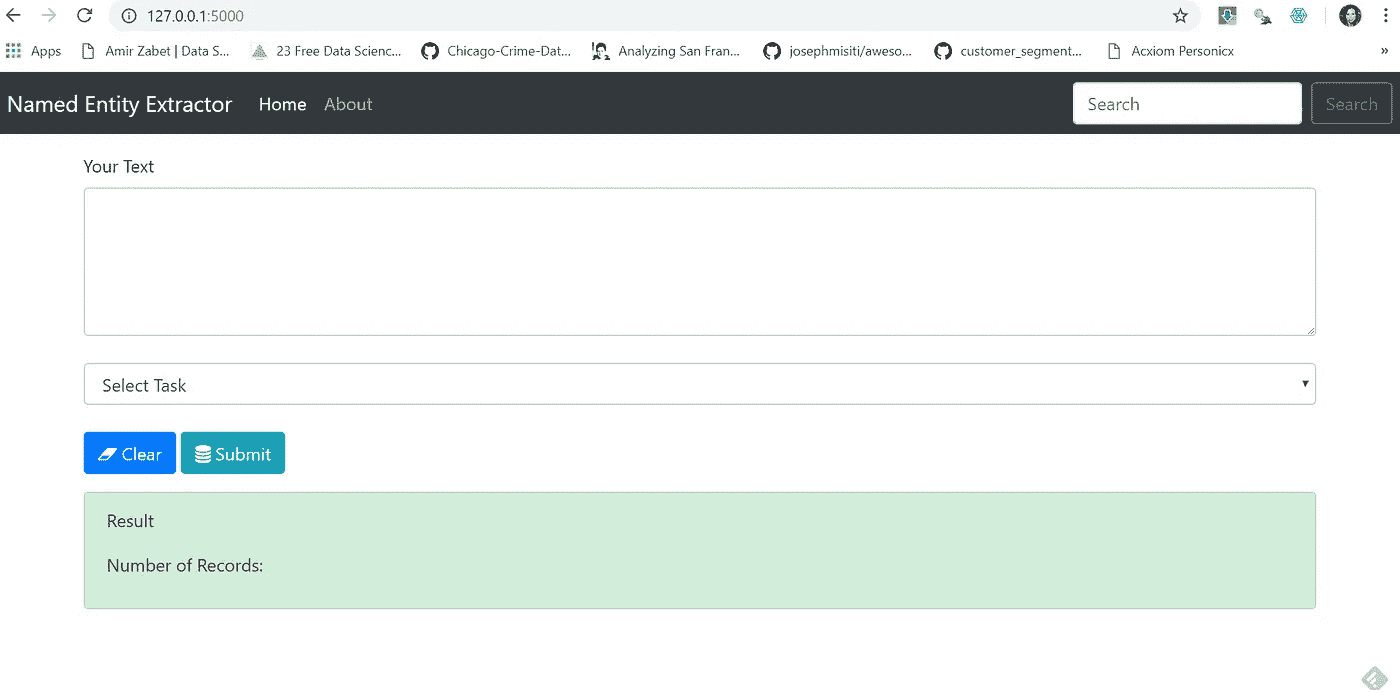 127.0.0.1:5000
Apps Amir Zabet | Data S... 23 Free Data Scienc... Chicago-Crime-Dat... Analyzing San Fran... josephmisiti/aweso... customer_segment... Acxiom Personicx »
Named Entity Extractor Home About Search Search
Your Text
Select Task
Clear Submit
Result
Number of Records: